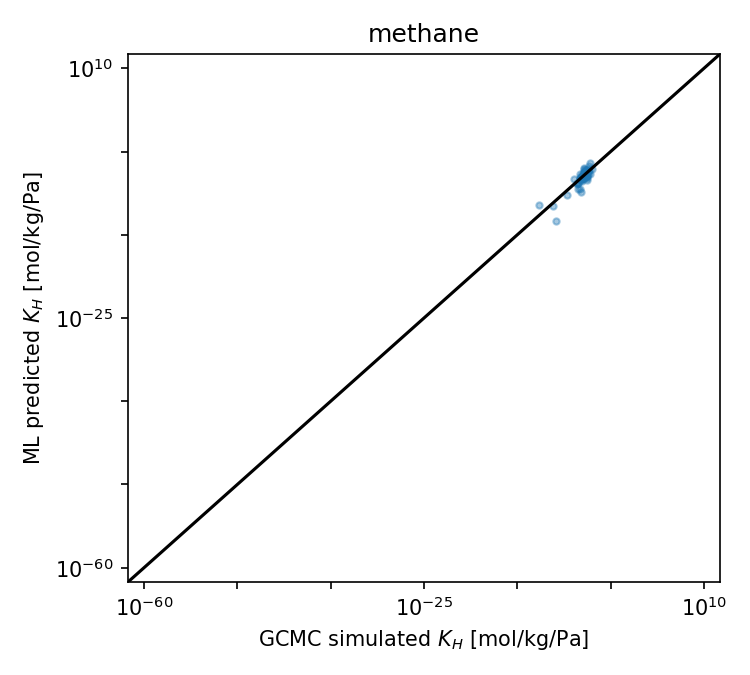 methane
10^10
10^-25
10^-60
ML predicted K_H [mol/kg/Pa]
10^-60 10^-25 10^10
GCMC simulated K_H [mol/kg/Pa]